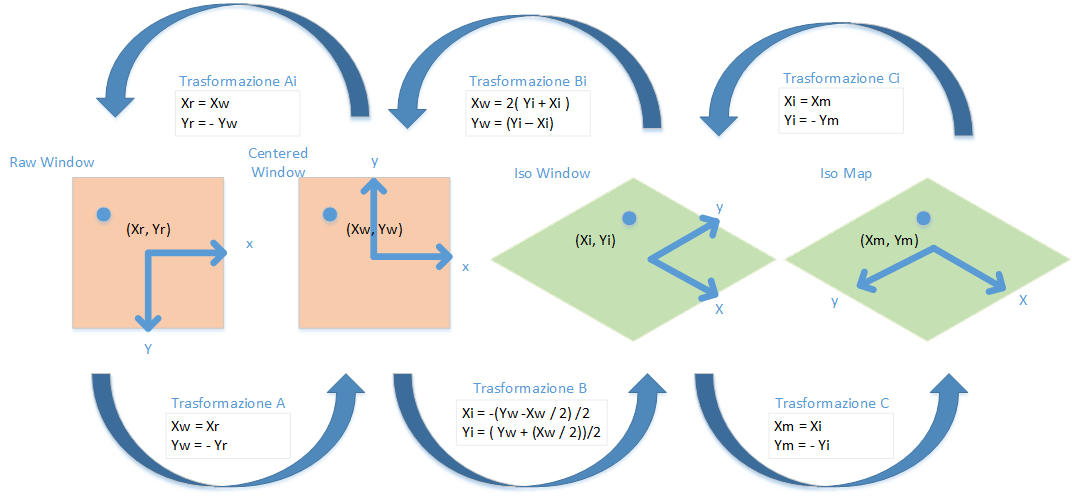 Trasformazione Ai
Xr = Xw
Yr = - Yw
Trasformazione Bi
Xw = 2( Yi + Xi )
Yw = (Yi – Xi)
Trasformazione Ci
Xi = Xm
Yi = - Ym
Raw Window
(Xr, Yr)
x
Y
Centered
Window
y
(Xw, Yw)
x
Iso Window
(Xi, Yi)
y
X
Iso Map
(Xm, Ym)
y
X
Trasformazione A
Xw = Xr
Yw = - Yr
Trasformazione B
Xi = -(Yw -Xw / 2) /2
Yi = ( Yw + (Xw / 2))/2
Trasformazione C
Xm = Xi
Ym = - Yi